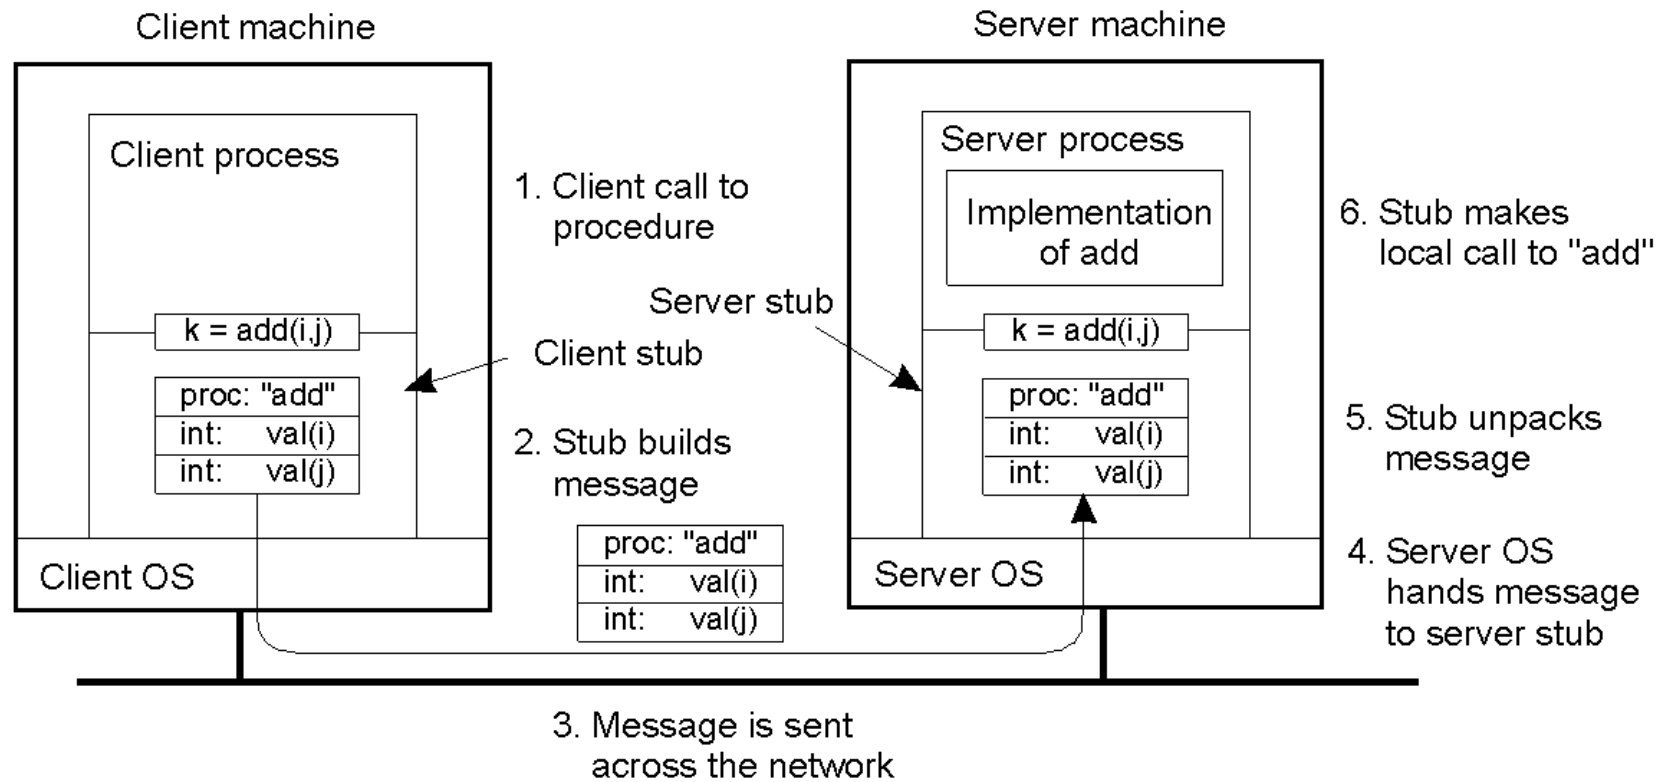 Client machine
Client process
k = add(i,j)
proc: "add"
int: val(i)
int: val(j)
Client OS
1. Client call to
procedure
Client stub
2. Stub builds
message
proc: "add"
int: val(i)
int: val(j)
3. Message is sent
across the network
Server machine
Server process
Implementation
of add
Server stub
k = add(i,j)
proc: "add"
int: val(i)
int: val(j)
Server OS
6. Stub makes
local call to "add"
5. Stub unpacks
message
4. Server OS
hands message
to server stub